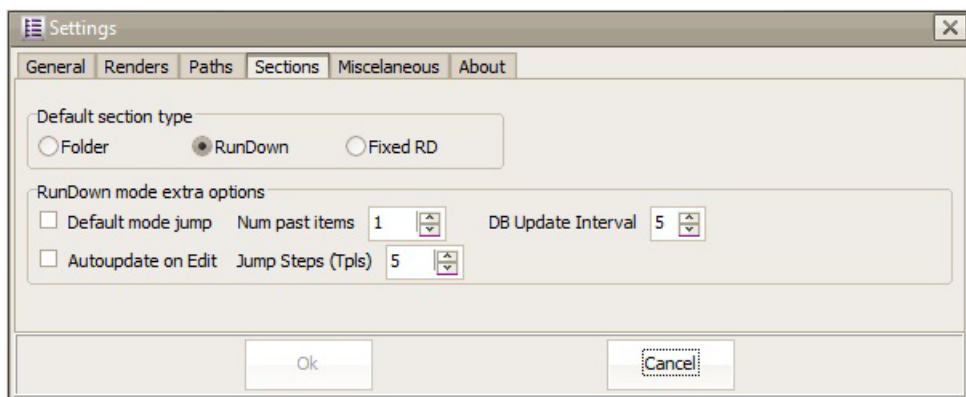 Settings
General Renders Paths Sections Miscelaneous About
Default section type
Folder RunDown Fixed RD
RunDown mode extra options
Default mode jump Num past items 1 DB Update Interval 5
Autoupdate on Edit Jump Steps (Tpls) 5
Ok Cancel